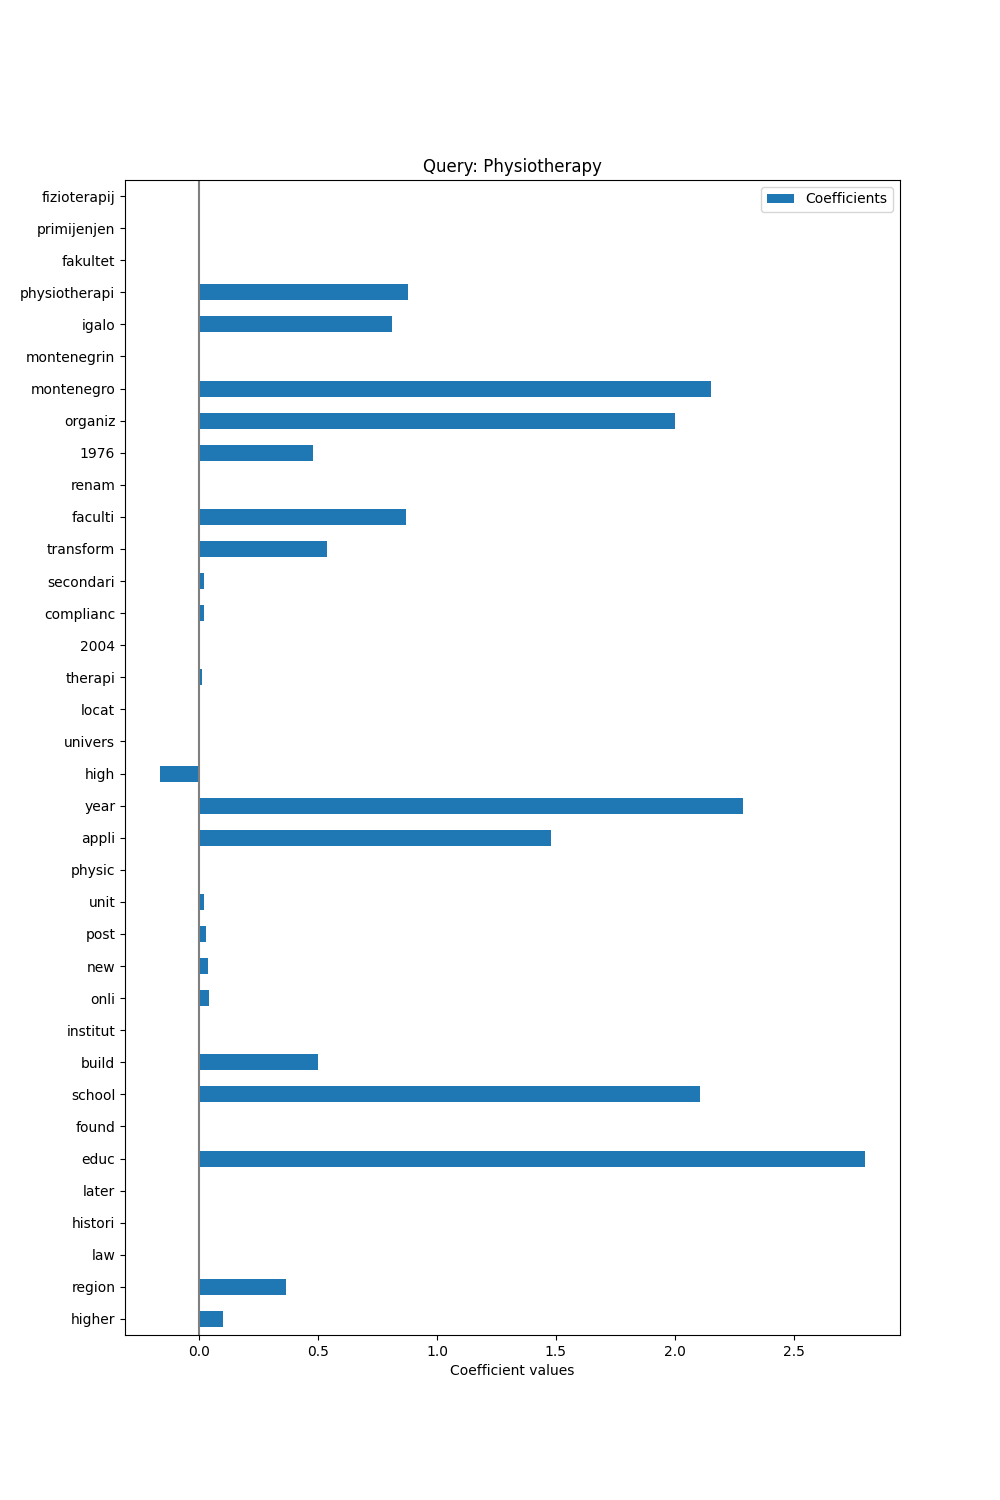 Query: Physiotherapy
Coefficients
fizioterapij
primijenjen
fakultet
physiotherapi
igalo
montenegrin
montenegro
organiz
1976
renam
faculti
transform
secondari
complianc
2004
therapi
locat
univers
high
year
appli
physic
unit
post
new
onli
institut
build
school
found
educ
later
histori
law
region
higher
0.0 0.5 1.0 1.5 2.0 2.5
Coefficient values